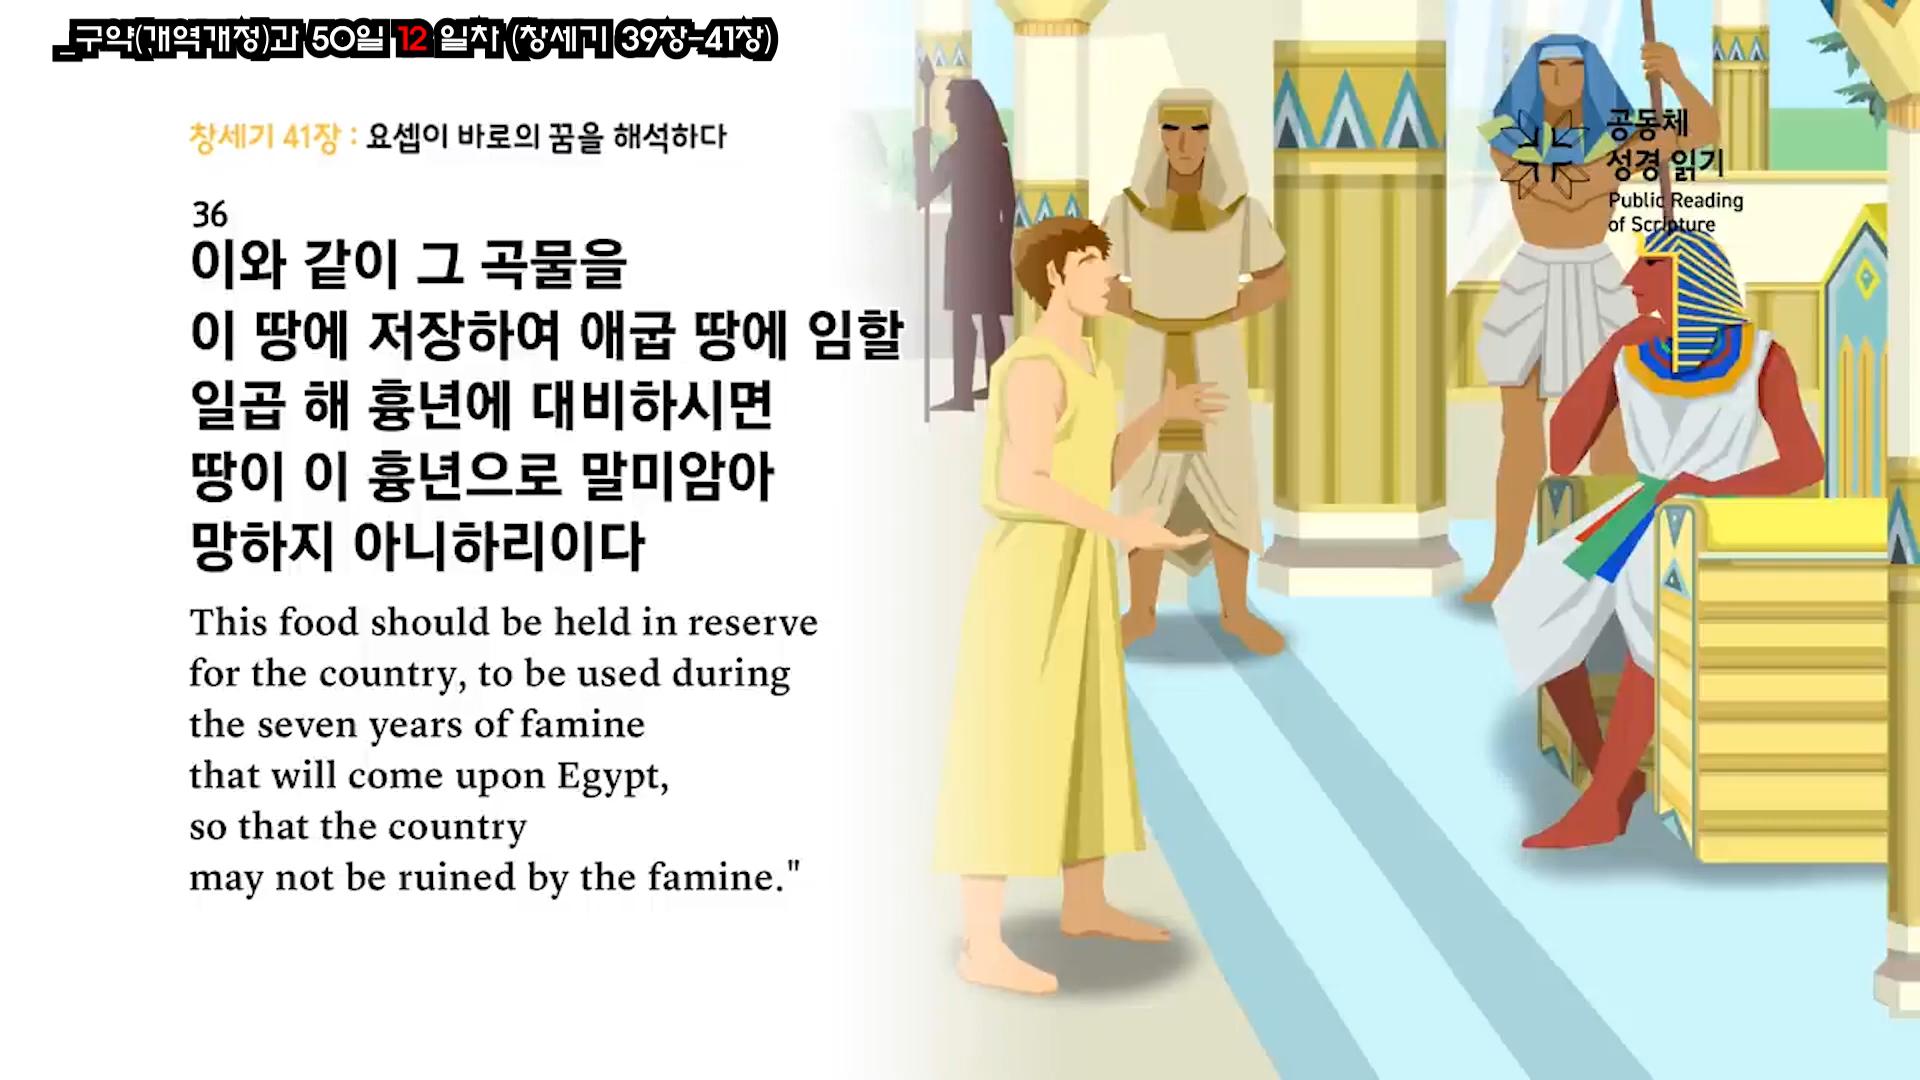 _구약(개역개정)과 50일 12 일차 (창세기 39장-41장)
창세기 41장 : 요셉이 바로의 꿈을 해석하다
공동체
성경 읽기
Public Reading
of Scripture
36
이와 같이 그 곡물을
이 땅에 저장하여 애굽 땅에 임할
일곱 해 흉년에 대비하시면
땅이 이 흉년으로 말미암아
망하지 아니하리이다
This food should be held in reserve
for the country, to be used during
the seven years of famine
that will come upon Egypt,
so that the country
may not be ruined by the famine."